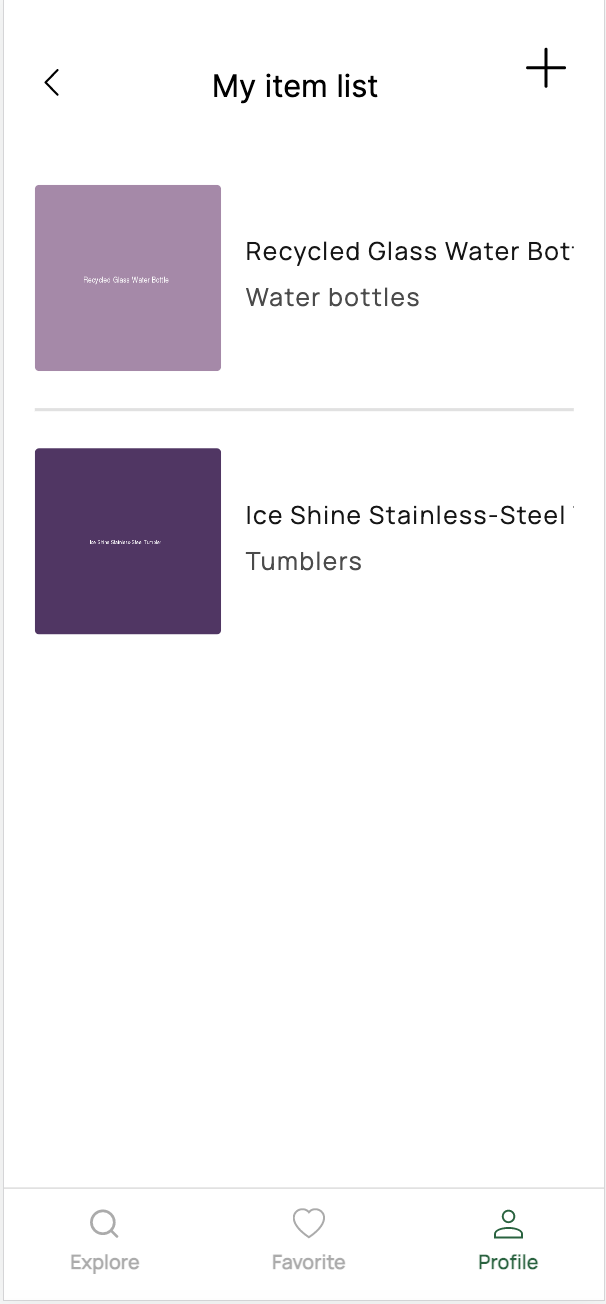 My item list
Recycled Glass Water Bottle
Recycled Glass Water Bot
Water bottles
Ice Shine Stainless-Steel Tumbler
Ice Shine Stainless-Steel
Tumblers
Explore
Favorite
Profile